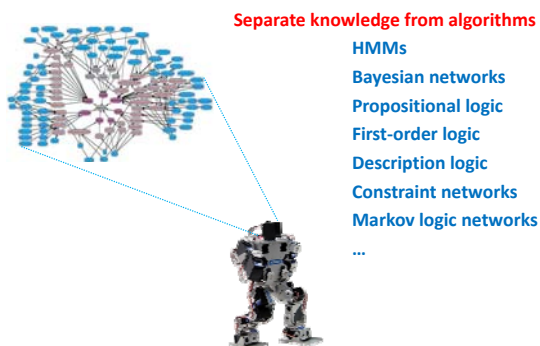 Separate knowledge from algorithms
HMMs
Bayesian networks
Propositional logic
First-order logic
Description logic
Constraint networks
Markov logic networks
...